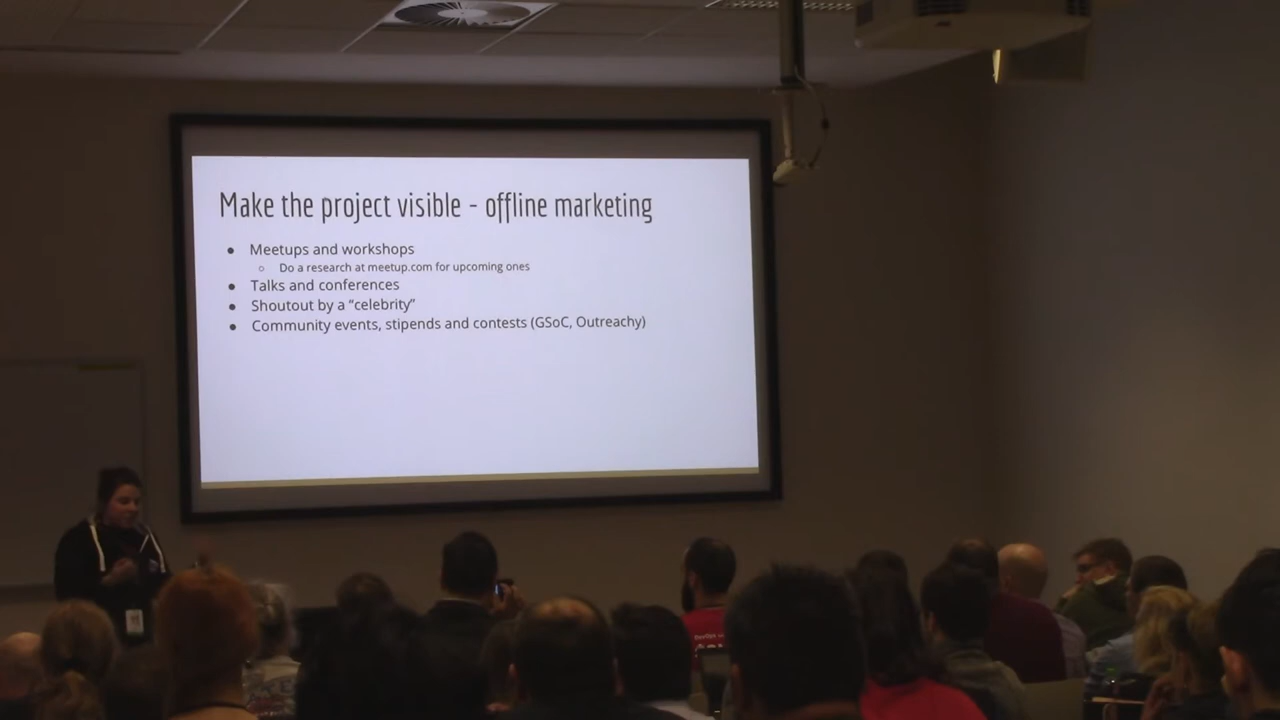 Make the project visible - offline marketing
● Meetups and workshops
○ Do a research at meetup.com for upcoming ones
● Talks and conferences
● Shoutout by a “celebrity”
● Community events, stipends and contests (GSoC, Outreachy)